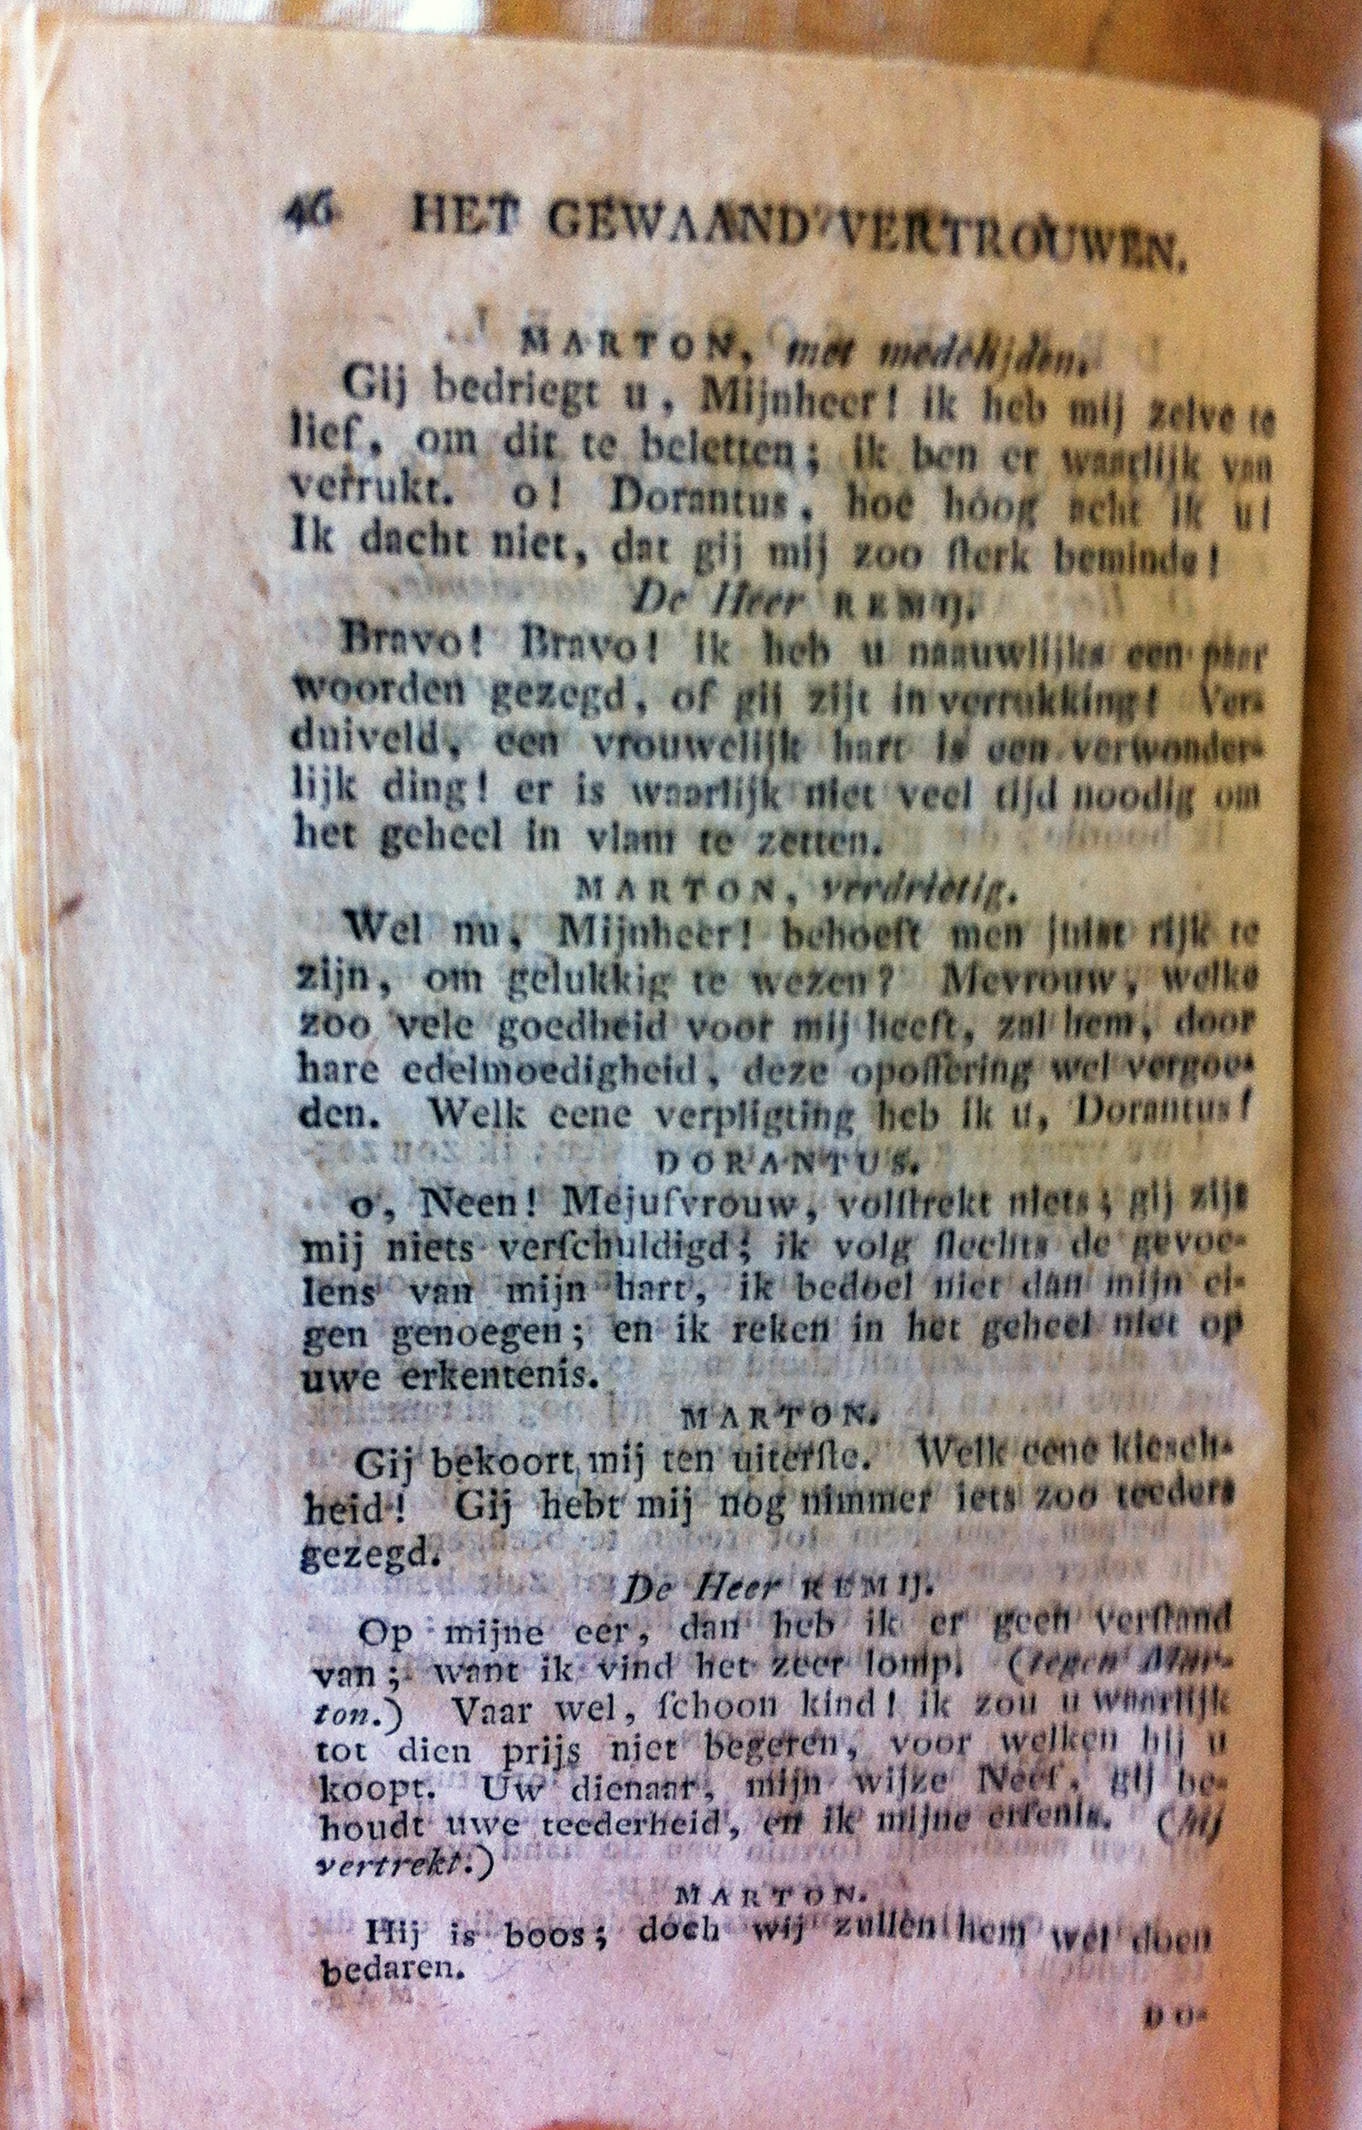 46 HET GEWAAND VERTROUWEN.
MARTON, met medelijden.
Gij bedriegt u, Mijnheer! ik heb mij zelve te
lief, om dit te beletten; ik ben er waarlijk van
verrukt. o! Dorantus, hoe hoog acht ik u!
Ik dacht niet, dat gij mij zoo ſterk beminde!
De Heer REMIJ.
Bravo! Bravo! ik heb u naauwlijks een paar
woorden gezegd, of gij zijt in verrukking! Ver-
duiveld, een vrouwelijk hart is een verwonder-
lijk ding! er is waarlijk niet veel tijd noodig om
het geheel in vlam te zetten.
MARTON, verdrietig.
Wel nu, Mijnheer! behoeft men juist rijk te
zijn, om gelukkig te wezen? Mevrouw, welke
zoo vele goedheid voor mij heeft, zal hem, door
hare edelmoedigheid, deze opoffering wel vergoe-
den. Welk eene verpligting heb ik u, Dorantus!
DORANTUS.
o, Neen! Mejufvrouw, volſtrekt niets; gij zijt
mij niets verſchuldigd; ik volg ſlechts de gevoe-
lens van mijn hart, ik bedoel niet dan mijn ei-
gen genoegen; en ik reken in het geheel niet op
uwe erkentenis.
MARTON.
Gij bekoort mij ten uiterſte. Welk eene kiesch-
heid! Gij hebt mij nog nimmer iets zoo teeders
gezegd.
De Heer REMIJ.
Op mijne eer, dan heb ik er geen verſtand
van; want ik vind het zeer lomp. (tegen Mar-
ton.) Vaar wel, ſchoon kind! ik zou u waarlijk
tot dien prijs niet begeren, voor welken hij u
koopt. Uw dienaar, mijn wijze Neef, gij be-
houdt uwe teederheid, en ik mijne erfenis. (hij
vertrekt.)
MARTON.
Hij is boos; doch wij zullen hem wel doen
bedaren.
DO-